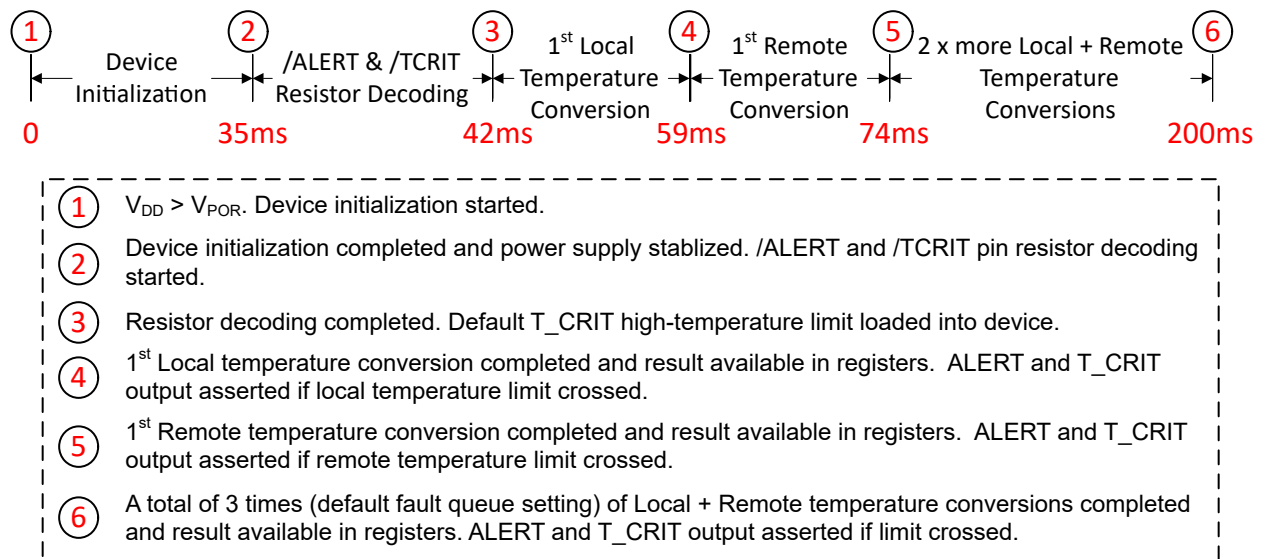 1 2 3 4 5 6
Device Initialization
/ALERT & /TCRIT Resistor Decoding
1st Local Temperature Conversion
1st Remote Temperature Conversion
2 x more Local + Remote Temperature Conversions
0 35ms 42ms 59ms 74ms 200ms
1 VDD > VPOR. Device initialization started.
2 Device initialization completed and power supply stablized. /ALERT and /TCRIT pin resistor decoding
started.
3 Resistor decoding completed. Default T_CRIT high-temperature limit loaded into device.
4 1st Local temperature conversion completed and result available in registers. ALERT and T_CRIT
output asserted if local temperature limit crossed.
5 1st Remote temperature conversion completed and result available in registers. ALERT and T_CRIT
output asserted if remote temperature limit crossed.
6 A total of 3 times (default fault queue setting) of Local + Remote temperature conversions completed
and result available in registers. ALERT and T_CRIT output asserted if limit crossed.